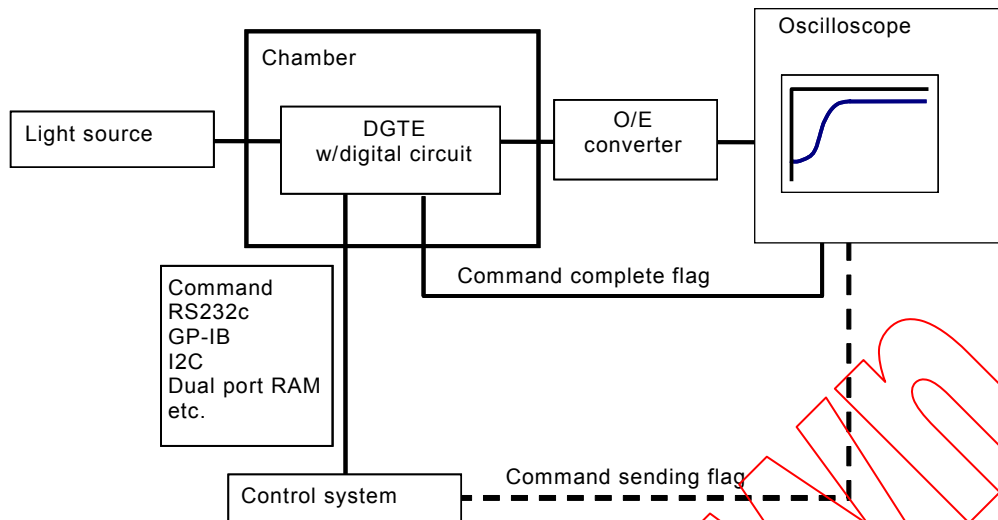 Oscilloscope
Chamber
Light source
DGTE
w/digital circuit
O/E
converter
Command complete flag
Command
RS232c
GP-IB
I2C
Dual port RAM
etc.
Command sending flag
Control system